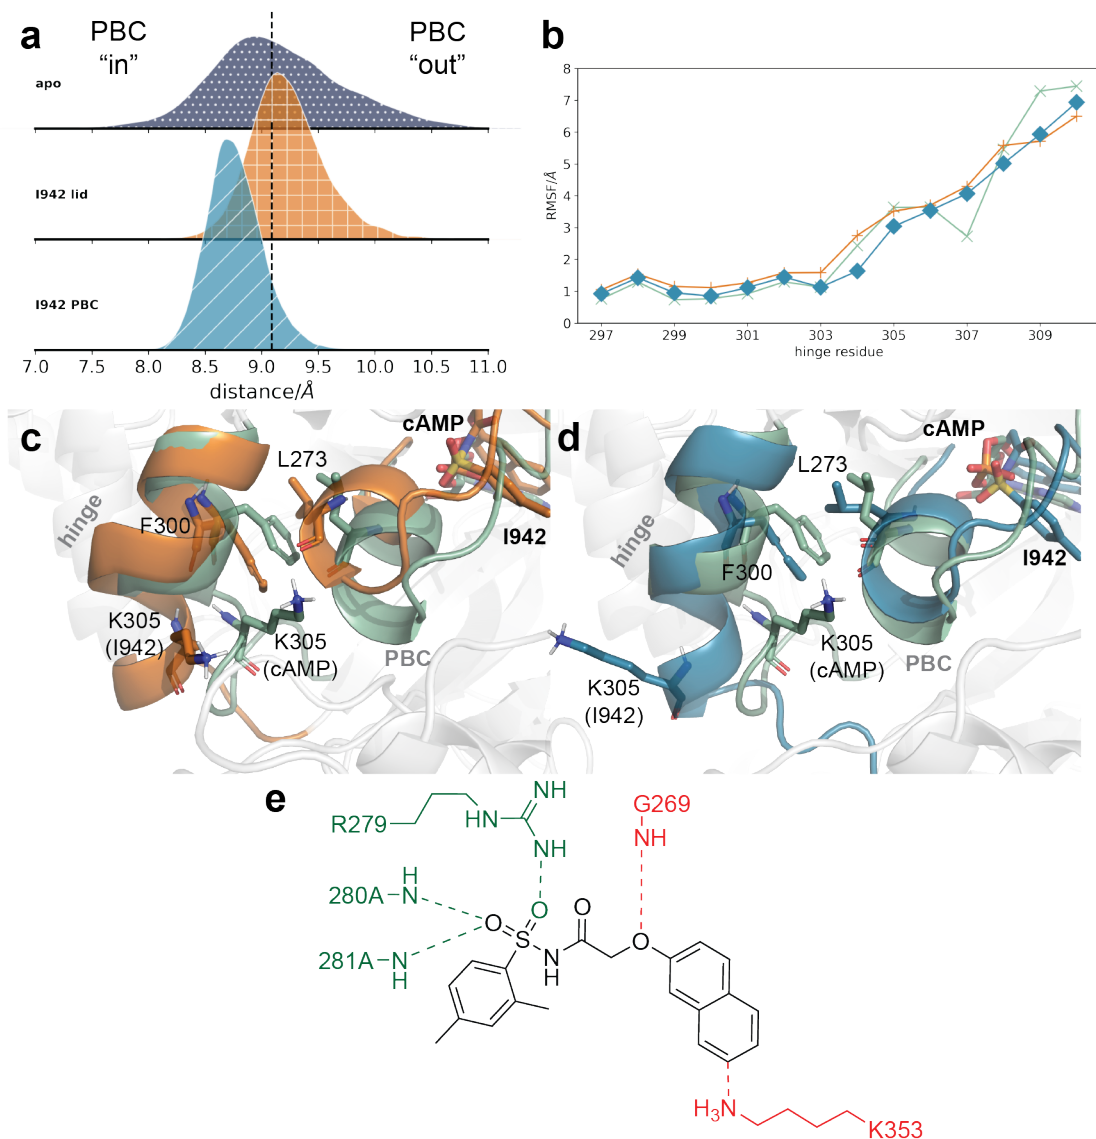 a
PBC
“in”
PBC
“out”
apo
I942 lid
I942 PBC
7.0 7.5 8.0 8.5 9.0 9.5 10.0 10.5 11.0
distance/Å
b
8
7
6
5
4
3
2
1
0
RMSF/Å
297 299 301 303 305 307 309
hinge residue
c
cAMP
L273
hinge
F300
I942
K305
(I942)
K305
(cAMP)
PBC
d
cAMP
L273
hinge
I942
F300
K305
(cAMP)
PBC
K305
(I942)
e
NH
R279
HN
NH
G269
NH
H
280A N
O
O
O
S
O
281A N
H
N
H
H₃N
K353